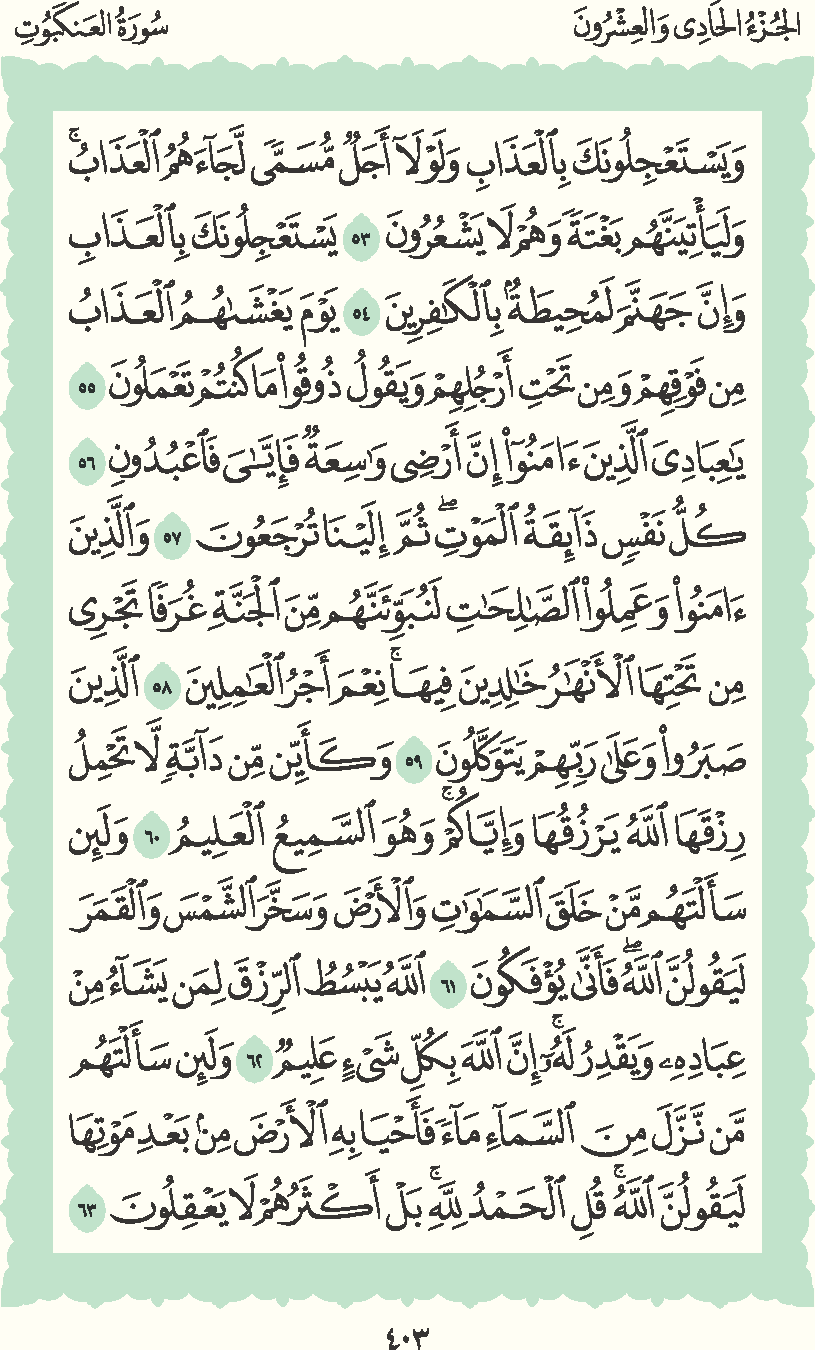 الجُزْءُ الحَادِى وَالعِشْرُونَ سُورَةُ العَنكَبُوتِ
وَيَسْتَعْجِلُونَكَ بِٱلْعَذَابِ وَلَوْلَآ أَجَلٌ مُّسَمًّى لَّجَآءَهُمُ ٱلْعَذَابُۚ
وَلَيَأْتِيَنَّهُم بَغْتَةً وَهُمْ لَا يَشْعُرُونَ ٥٣ يَسْتَعْجِلُونَكَ بِٱلْعَذَابِ
وَإِنَّ جَهَنَّمَ لَمُحِيطَةٌۢ بِٱلْكَٰفِرِينَ ٥٤ يَوْمَ يَغْشَىٰهُمُ ٱلْعَذَابُ
مِن فَوْقِهِمْ وَمِن تَحْتِ أَرْجُلِهِمْ وَيَقُولُ ذُوقُوا۟ مَا كُنتُمْ تَعْمَلُونَ ٥٥
يَٰعِبَادِىَ ٱلَّذِينَ ءَامَنُوٓا۟ إِنَّ أَرْضِى وَٰسِعَةٌ فَإِيَّٰىَ فَٱعْبُدُونِ ٥٦
كُلُّ نَفْسٍ ذَآئِقَةُ ٱلْمَوْتِۖ ثُمَّ إِلَيْنَا تُرْجَعُونَ ٥٧ وَٱلَّذِينَ
ءَامَنُوا۟ وَعَمِلُوا۟ ٱلصَّٰلِحَٰتِ لَنُبَوِّئَنَّهُم مِّنَ ٱلْجَنَّةِ غُرَفًا تَجْرِى
مِن تَحْتِهَا ٱلْأَنْهَٰرُ خَٰلِدِينَ فِيهَاۚ نِعْمَ أَجْرُ ٱلْعَٰمِلِينَ ٥٨ ٱلَّذِينَ
صَبَرُوا۟ وَعَلَىٰ رَبِّهِمْ يَتَوَكَّلُونَ ٥٩ وَكَأَيِّن مِّن دَآبَّةٍ لَّا تَحْمِلُ
رِزْقَهَا ٱللَّهُ يَرْزُقُهَا وَإِيَّاكُمْۚ وَهُوَ ٱلسَّمِيعُ ٱلْعَلِيمُ ٦٠ وَلَئِن
سَأَلْتَهُم مَّنْ خَلَقَ ٱلسَّمَٰوَٰتِ وَٱلْأَرْضَ وَسَخَّرَ ٱلشَّمْسَ وَٱلْقَمَرَ
لَيَقُولُنَّ ٱللَّهُۖ فَأَنَّىٰ يُؤْفَكُونَ ٦١ ٱللَّهُ يَبْسُطُ ٱلرِّزْقَ لِمَن يَشَآءُ مِنْ
عِبَادِهِۦ وَيَقْدِرُ لَهُۥٓۚ إِنَّ ٱللَّهَ بِكُلِّ شَىْءٍ عَلِيمٌ ٦٢ وَلَئِن سَأَلْتَهُم
مَّن نَّزَّلَ مِنَ ٱلسَّمَآءِ مَآءً فَأَحْيَا بِهِ ٱلْأَرْضَ مِنۢ بَعْدِ مَوْتِهَا
لَيَقُولُنَّ ٱللَّهُۚ قُلِ ٱلْحَمْدُ لِلَّهِۚ بَلْ أَكْثَرُهُمْ لَا يَعْقِلُونَ ٦٣
٤٠٣